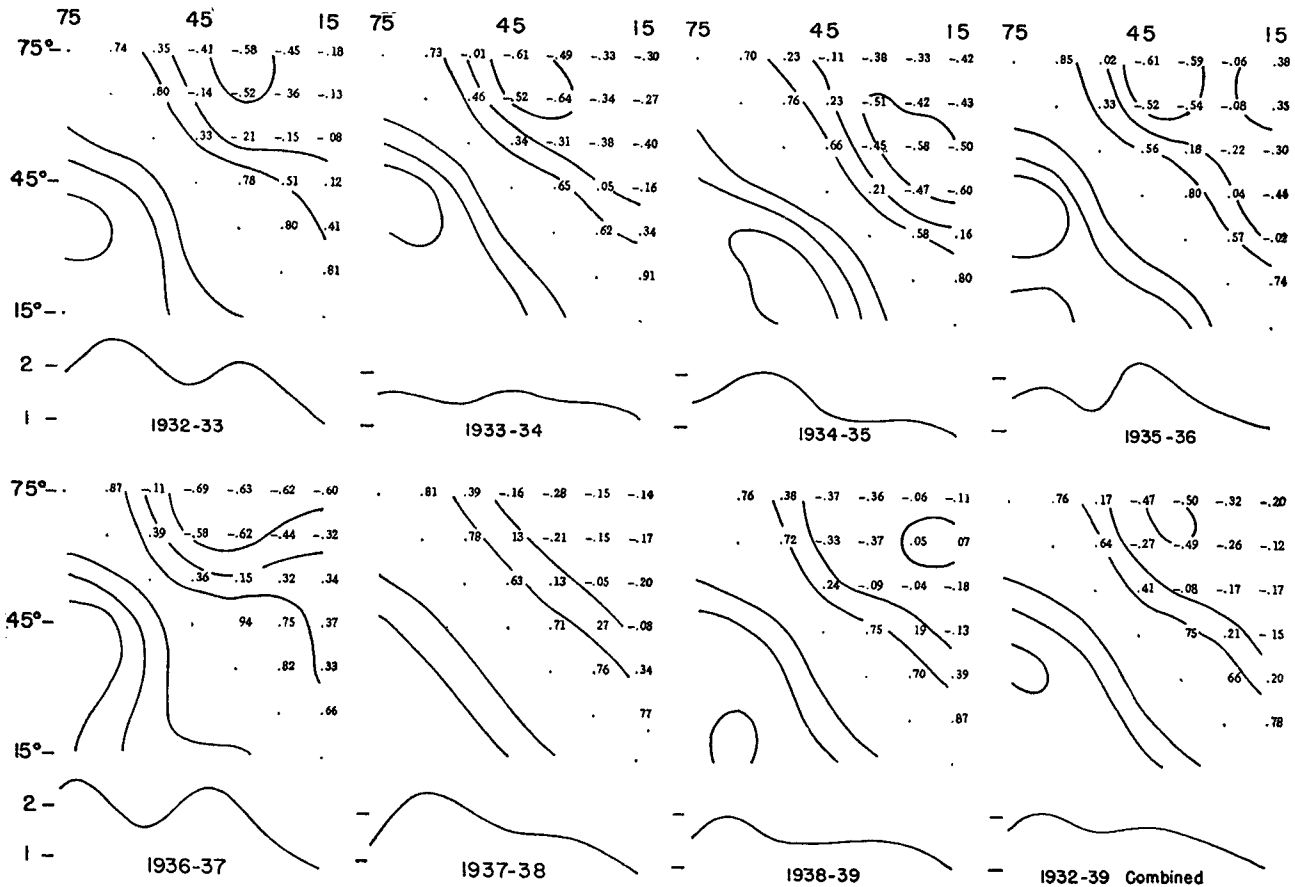 75 45 15 75 45 15 75 45 15
75°-. .74 .35 -.41 -.58 -.45 -.18 .73 -.01 -.61 -.49 -.33 -.30 .70 .23 -.11 -.38 -.33 -.42 .85 .02 -.61 -.59 -.06 .38
.80 -.14 -.52 -.36 -.13 .46 -.52 -.64 -.34 -.27 .76 .23 -.51 -.42 -.43 .33 -.52 -.54 -.08 .35
.33 -.21 -.15 -.08 .34 -.31 -.38 -.40 .66 -.45 -.58 -.50 .56 .18 -.22 -.30
45°- .78 .51 .12 .65 .05 -.16 .21 -.47 -.60 .80 .04 -.44
.80 .41 .62 .34 .58 .16 .57 -.02
.81 .91 .80 .74
15°-.
2 -
1 -
1932-33 1933-34 1934-35 1935-36
75°-. .87 -.11 -.69 -.63 -.62 -.60 .81 .39 -.16 -.28 -.15 -.14 .76 .38 -.37 -.36 -.06 -.11 .76 .17 -.47 -.50 -.32 -.20
.39 -.58 -.62 -.44 -.32 .78 13 -.21 -.15 -.17 .72 -.33 -.37 .05 07 .64 -.27 -.49 -.26 -.12
.36 .15 .32 .34 .63 .13 -.05 -.20 .24 -.09 -.04 -.18 .41 -.08 -.17 -.17
45°- 94 .75 .37 .71 27 -.08 .75 19 -.13 75 .21 -.15
.82 .33 .76 .34 .70 .39 66 .20
.66 77 .87 .78
15°-
2 -
1 -
1936-37 1937-38 1938-39 1932-39 Combined